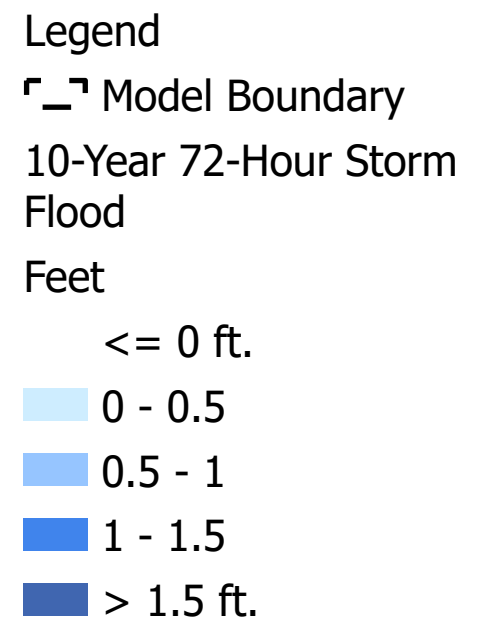 Legend
Model Boundary
10-Year 72-Hour Storm
Flood
Feet
<= 0 ft.
0 - 0.5
0.5 - 1
1 - 1.5
> 1.5 ft.